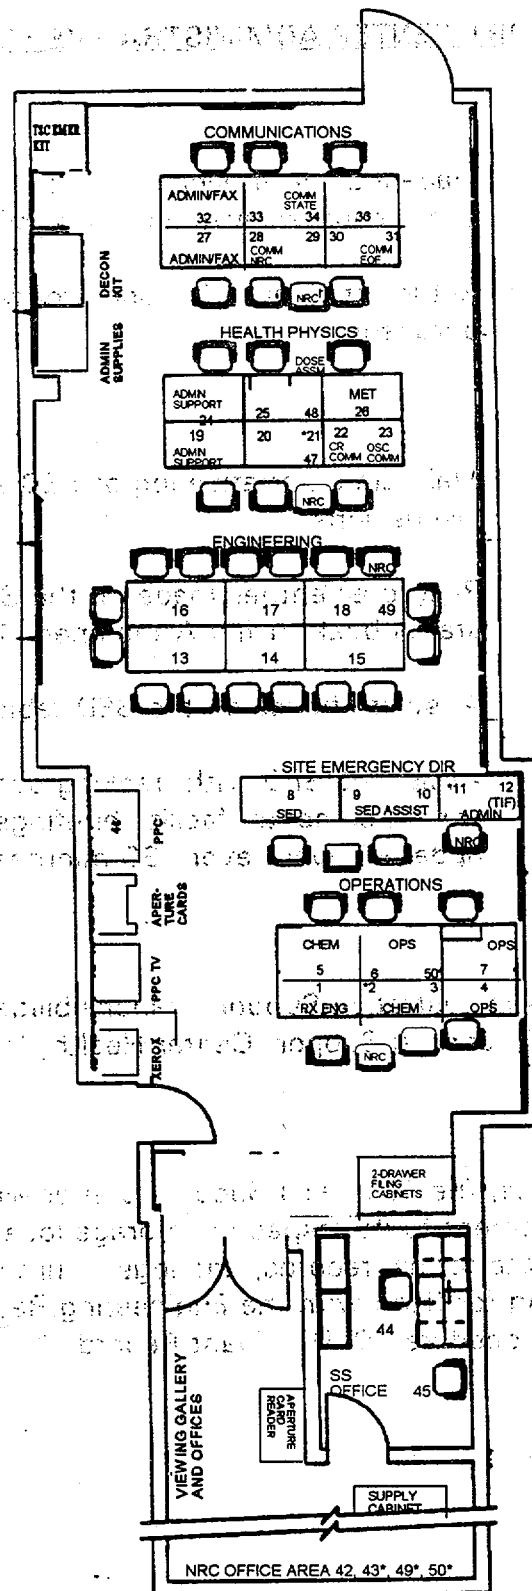 TSC EMER
KIT
COMMUNICATIONS
ADMIN/FAX
COMM
STATE
32 33 34 36
27 28 29 30 31
ADMIN/FAX
COMM
NRC
COMM
EOF
DECON
KIT
NRC
ADMIN
SUPPLIES
HEALTH PHYSICS
DOSE
ASSM
ADMIN
SUPPORT
24
25 48
MET
26
19 20 *21 22 23
ADMIN
SUPPORT
47
CR
COMM
OSC
COMM
NRC
ENGINEERING
NRC
16 17 18 49
13 14 15
SITE EMERGENCY DIR
8 9 10 *11 12
(TIF)
SED
SED ASSIST
ADMIN
NRC
46
PPC
OPERATIONS
APER-
TURE
CARDS
CHEM OPS OPS
5 6 50* 7
1 *2 3 4
RX ENG CHEM OPS
PPC TV
NRC
XEROX
2-DRAWER
FILING
CABINETS
44
SS
OFFICE
45
VIEWING GALLERY
AND OFFICES
APERTURE
CARD
READER
SUPPLY
CABINET
NRC OFFICE AREA 42, 43*, 49*, 50*